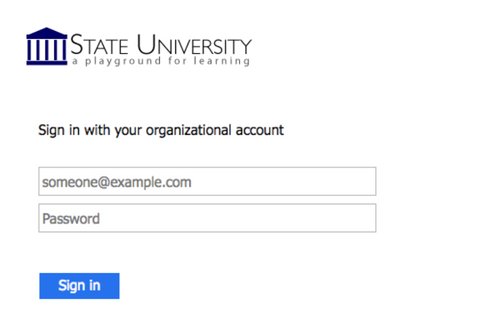 STATE UNIVERSITY
a playground for learning
Sign in with your organizational account
someone@example.com
Password
Sign in